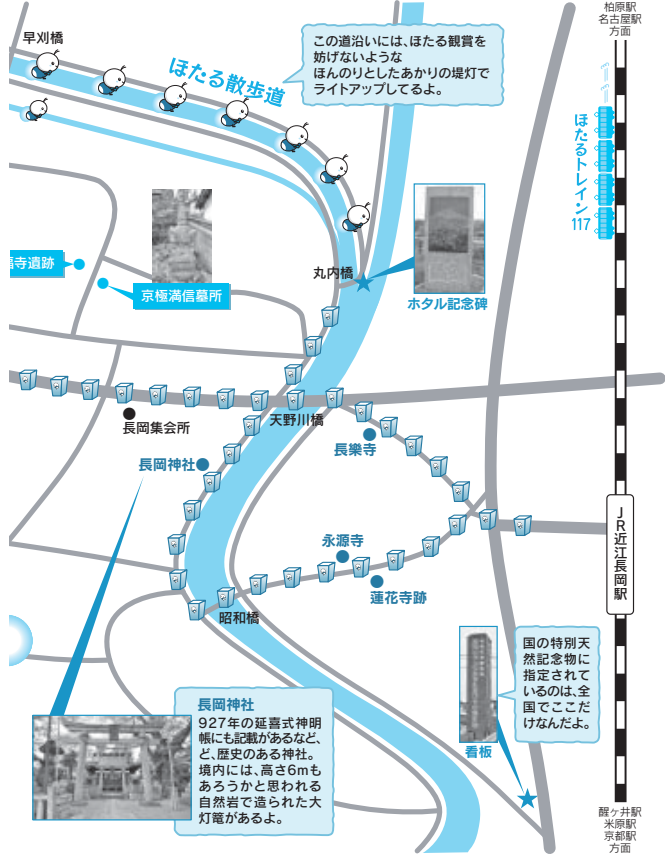 柏原駅
名古屋駅
方面
早刈橋
この道沿いには、ほたる観賞を
妨げないような
ほんのりとしたあかりの堤灯で
ライトアップしてるよ。
ほたる散歩道
ほたるトレイン117
丸内橋
ホタル記念碑
寺遺跡
京極満信墓所
天野川橋
長岡集会所
長樂寺
長岡神社
JR近江長岡駅
永源寺
蓮花寺跡
昭和橋
国の特別天
然記念物に
指定されて
いるのは、全
国でここだ
けなんだよ。
看板
長岡神社
927年の延喜式神明
帳にも記載があるなど、
ど、歴史のある神社。
境内には、高さ6mも
あろうかと思われる
自然岩で造られた大
灯篭があるよ。
醒ヶ井駅
米原駅
京都駅
方面